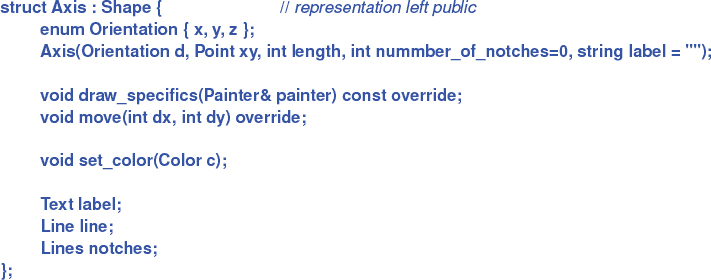 struct Axis : Shape { // representation left public
enum Orientation { x, y, z };
Axis(Orientation d, Point xy, int length, int nummber_of_notches=0, string label = "");
void draw_specifics(Painter& painter) const override;
void move(int dx, int dy) override;
void set_color(Color c);
Text label;
Line line;
Lines notches;
};